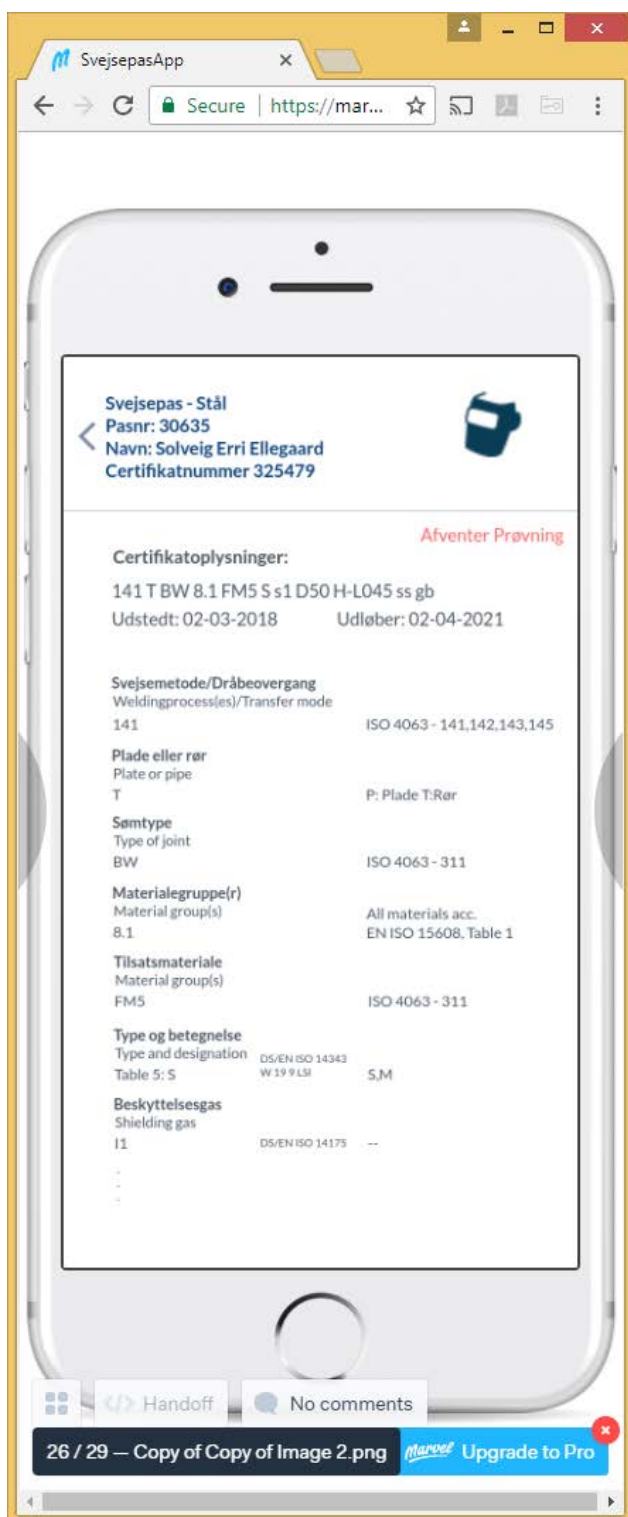 SvejsepasApp
Secure | https://mar...
Svejsepas - Stål
Pasnr: 30635
Navn: Solveig Erri Ellegaard
Certifikatnummer 325479
Afventer Prøvning
Certifikatoplysninger:
141 T BW 8.1 FM5 S s1 D50 H-L045 ss gb
Udstedt: 02-03-2018 Udløber: 02-04-2021
Svejsemetode/Dråbeovergang
Weldingprocess(es)/Transfer mode
141 ISO 4063 - 141,142,143,145
Plade eller rør
Plate or pipe
T P: Plade T:Rør
Sømtype
Type of joint
BW ISO 4063 - 311
Materialegruppe(r)
Material group(s) All materials acc.
8.1 EN ISO 15608, Table 1
Tilsatsmateriale
Material group(s)
FM5 ISO 4063 - 311
Type og betegnelse
Type and designation DS/EN ISO 14343
Table 5: S W 19 9 LSI S,M
Beskyttelsesgas
Shielding gas
I1 DS/EN ISO 14175 --
.
.
.
</> Handoff No comments
26 / 29 — Copy of Copy of Image 2.png Marvel Upgrade to Pro